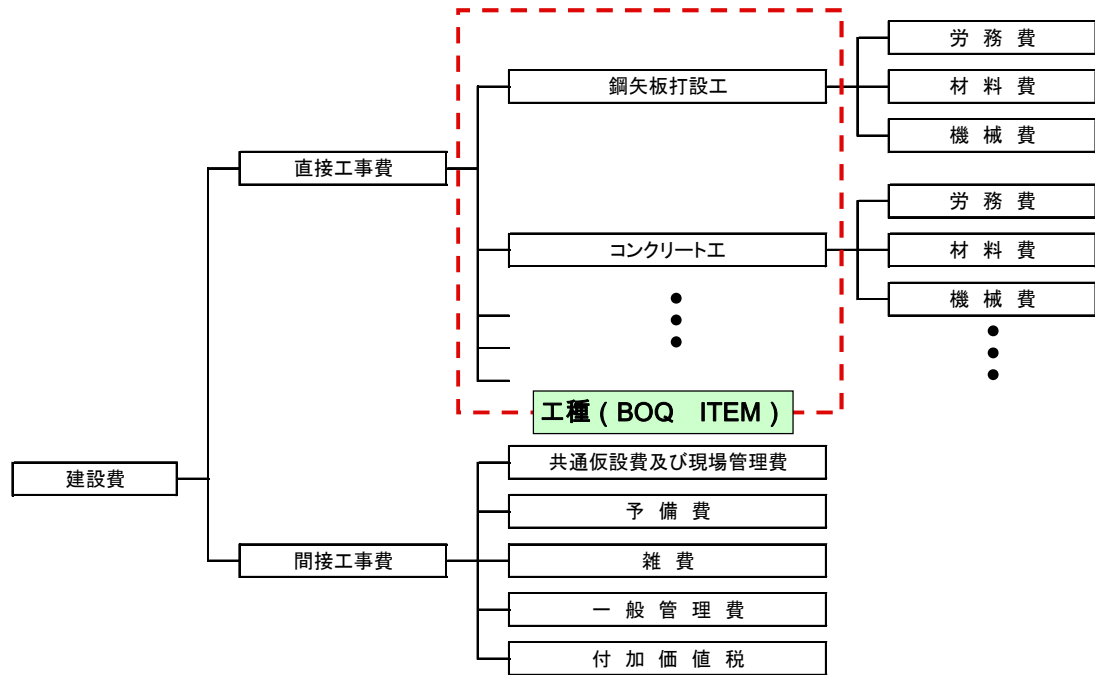 労 務 費
鋼矢板打設工
材 料 費
機 械 費
直接工事費
労 務 費
コンクリート工
材 料 費
機 械 費
工種 ( BOQ ITEM )
共通仮設費及び現場管理費
建設費
予 備 費
間接工事費
雑 費
一 般 管 理 費
付 加 価 値 税